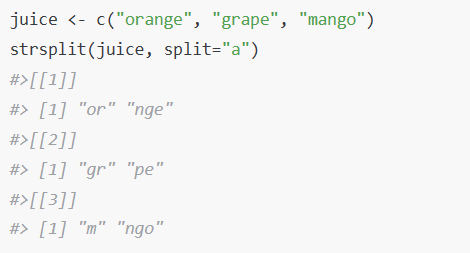 juice <- c("orange", "grape", "mango")
strsplit(juice, split="a")
#>[[1]]
#> [1] "or" "nge"
#>[[2]]
#> [1] "gr" "pe"
#>[[3]]
#> [1] "m" "ngo"